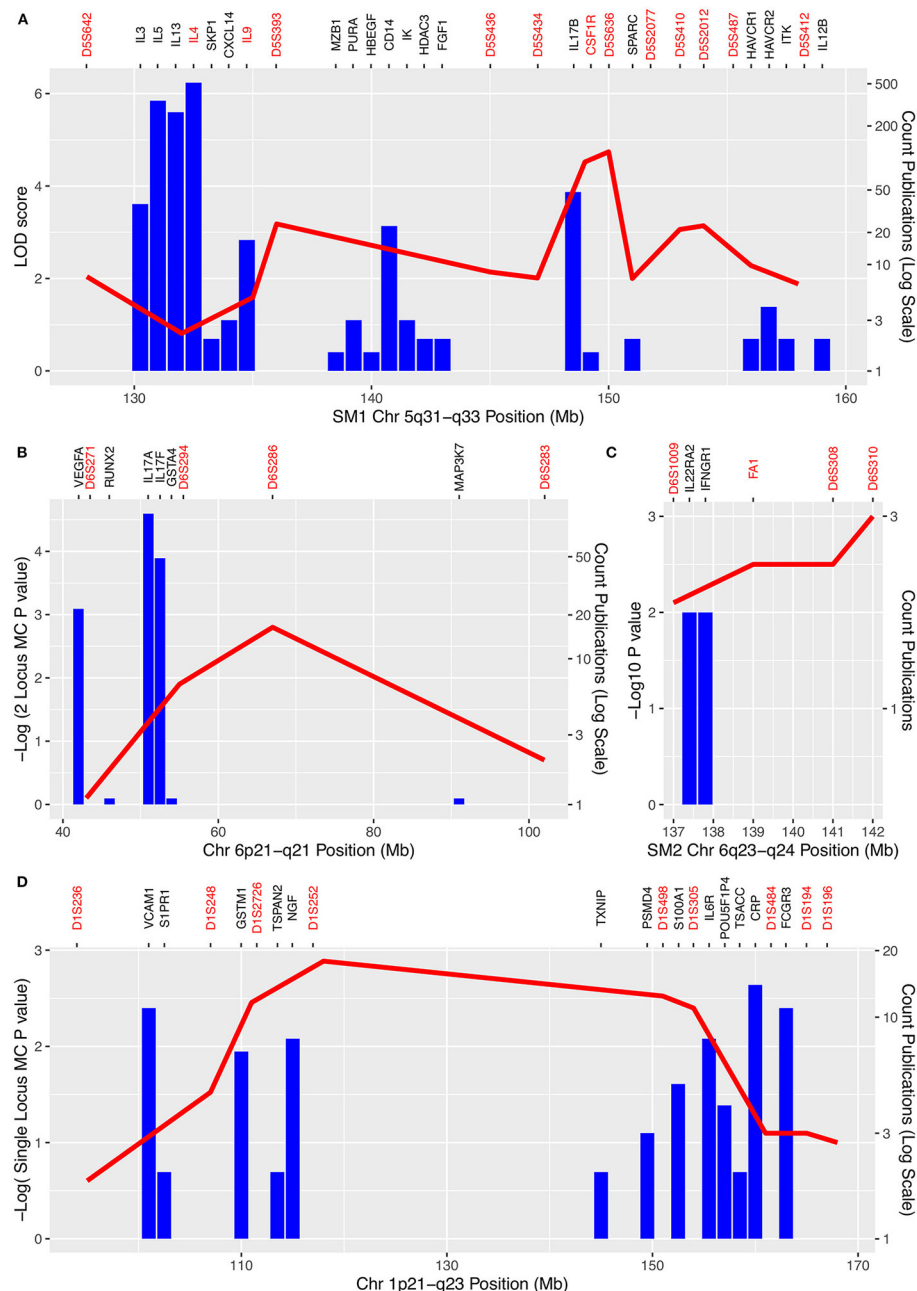 A
D5S642 IL3 IL5 IL13 IL4 SKP1 CXCL14 IL9 D5S393 MZB1 PURA HBEGF CD14 IK HDAC3 FGF1 D5S436 D5S434 IL17B CSF1R D5S636 SPARC D5S2077 D5S410 D5S2012 D5S487 HAVCR1 HAVCR2 ITK D5S412 IL12B
LOD score
6
4
2
0
500
200
50
20
10
3
1
Count Publications (Log Scale)
130 140 150 160
SM1 Chr 5q31–q33 Position (Mb)
B
VEGFA D6S271 RUNX2 IL17A IL17F GSTA4 D6S294 D6S286 MAP3K7 D6S283
−Log (2 Locus MC P value)
4
3
2
1
0
50
20
10
3
1
Count Publications (Log Scale)
40 60 80 100
Chr 6p21−q21 Position (Mb)
C
D6S1009 IL22RA2 IFNGR1 FA1 D6S308 D6S310
−Log10 P value
3
2
1
0
3
1
Count Publications
137 138 139 140 141 142
SM2 Chr 6q23−q24 Position (Mb)
D
D1S236 VCAM1 S1PR1 D1S248 GSTM1 D1S2726 TSPAN2 NGF D1S252 TXNIP PSMD4 D1S498 S100A1 D1S305 IL6R POU5F1P4 TSACC CRP D1S484 FCGR3 D1S194 D1S196
−Log( Single Locus MC P value)
3
2
1
0
20
10
3
1
Count Publications (Log Scale)
110 130 150 170
Chr 1p21−q23 Position (Mb)